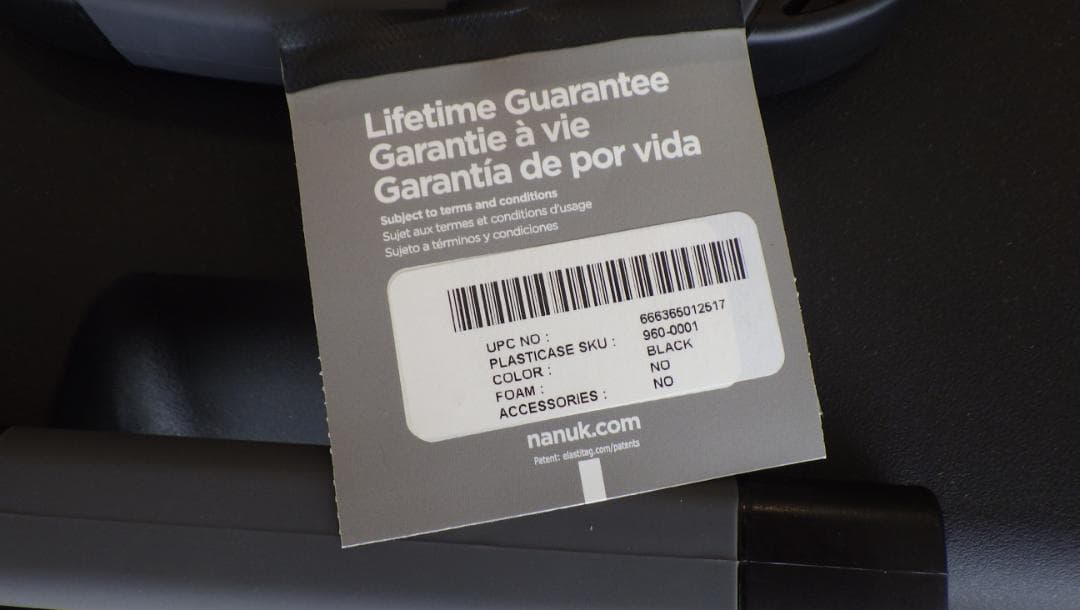 Lifetime Guarantee
Garantie à vie
Garantía de por vida
Subject to terms and conditions
Sujet aux termes et conditions d'usage
Sujeto a términos y condiciones
UPC NO : 666365012517
PLASTICASE SKU : 960-0001
COLOR : BLACK
FOAM : NO
ACCESSORIES : NO
nanuk.com
Patent: elastitag.com/patents